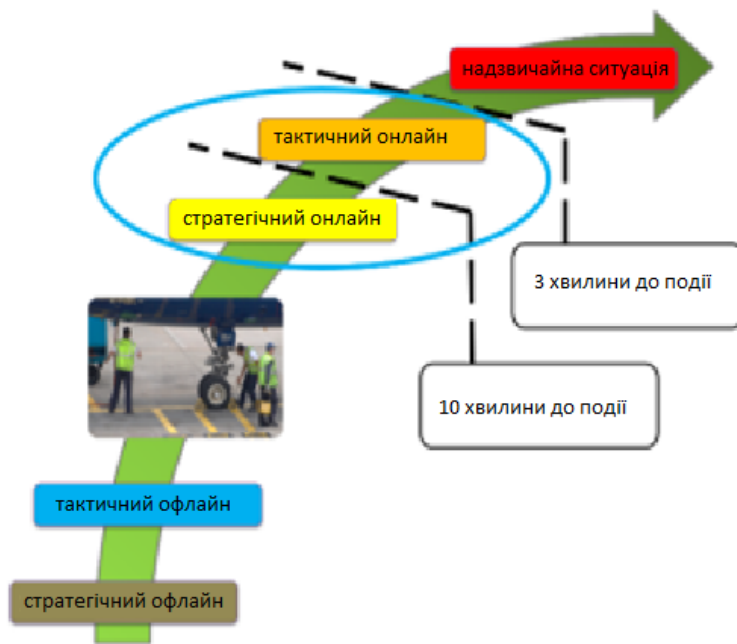 надзвичайна ситуація
тактичний онлайн
стратегічний онлайн
3 хвилини до події
10 хвилини до події
тактичний офлайн
стратегічний офлайн